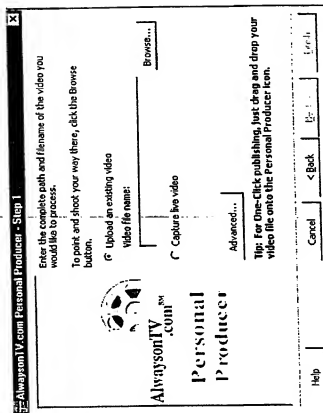 AlwaysonTV.com Personal Producer - Step 1
Enter the complete path and filename of the video you
would like to process.
To point and shoot your way there, click the Browse
button.
Upload an existing video
Video file name:
Browse...
Capture live video
Advanced...
Tip: For One-Click publishing, just drag and drop your
video file onto the Personal Producer icon.
AlwaysonTV
.com SM
Personal
Producer
Help
Cancel
< Back